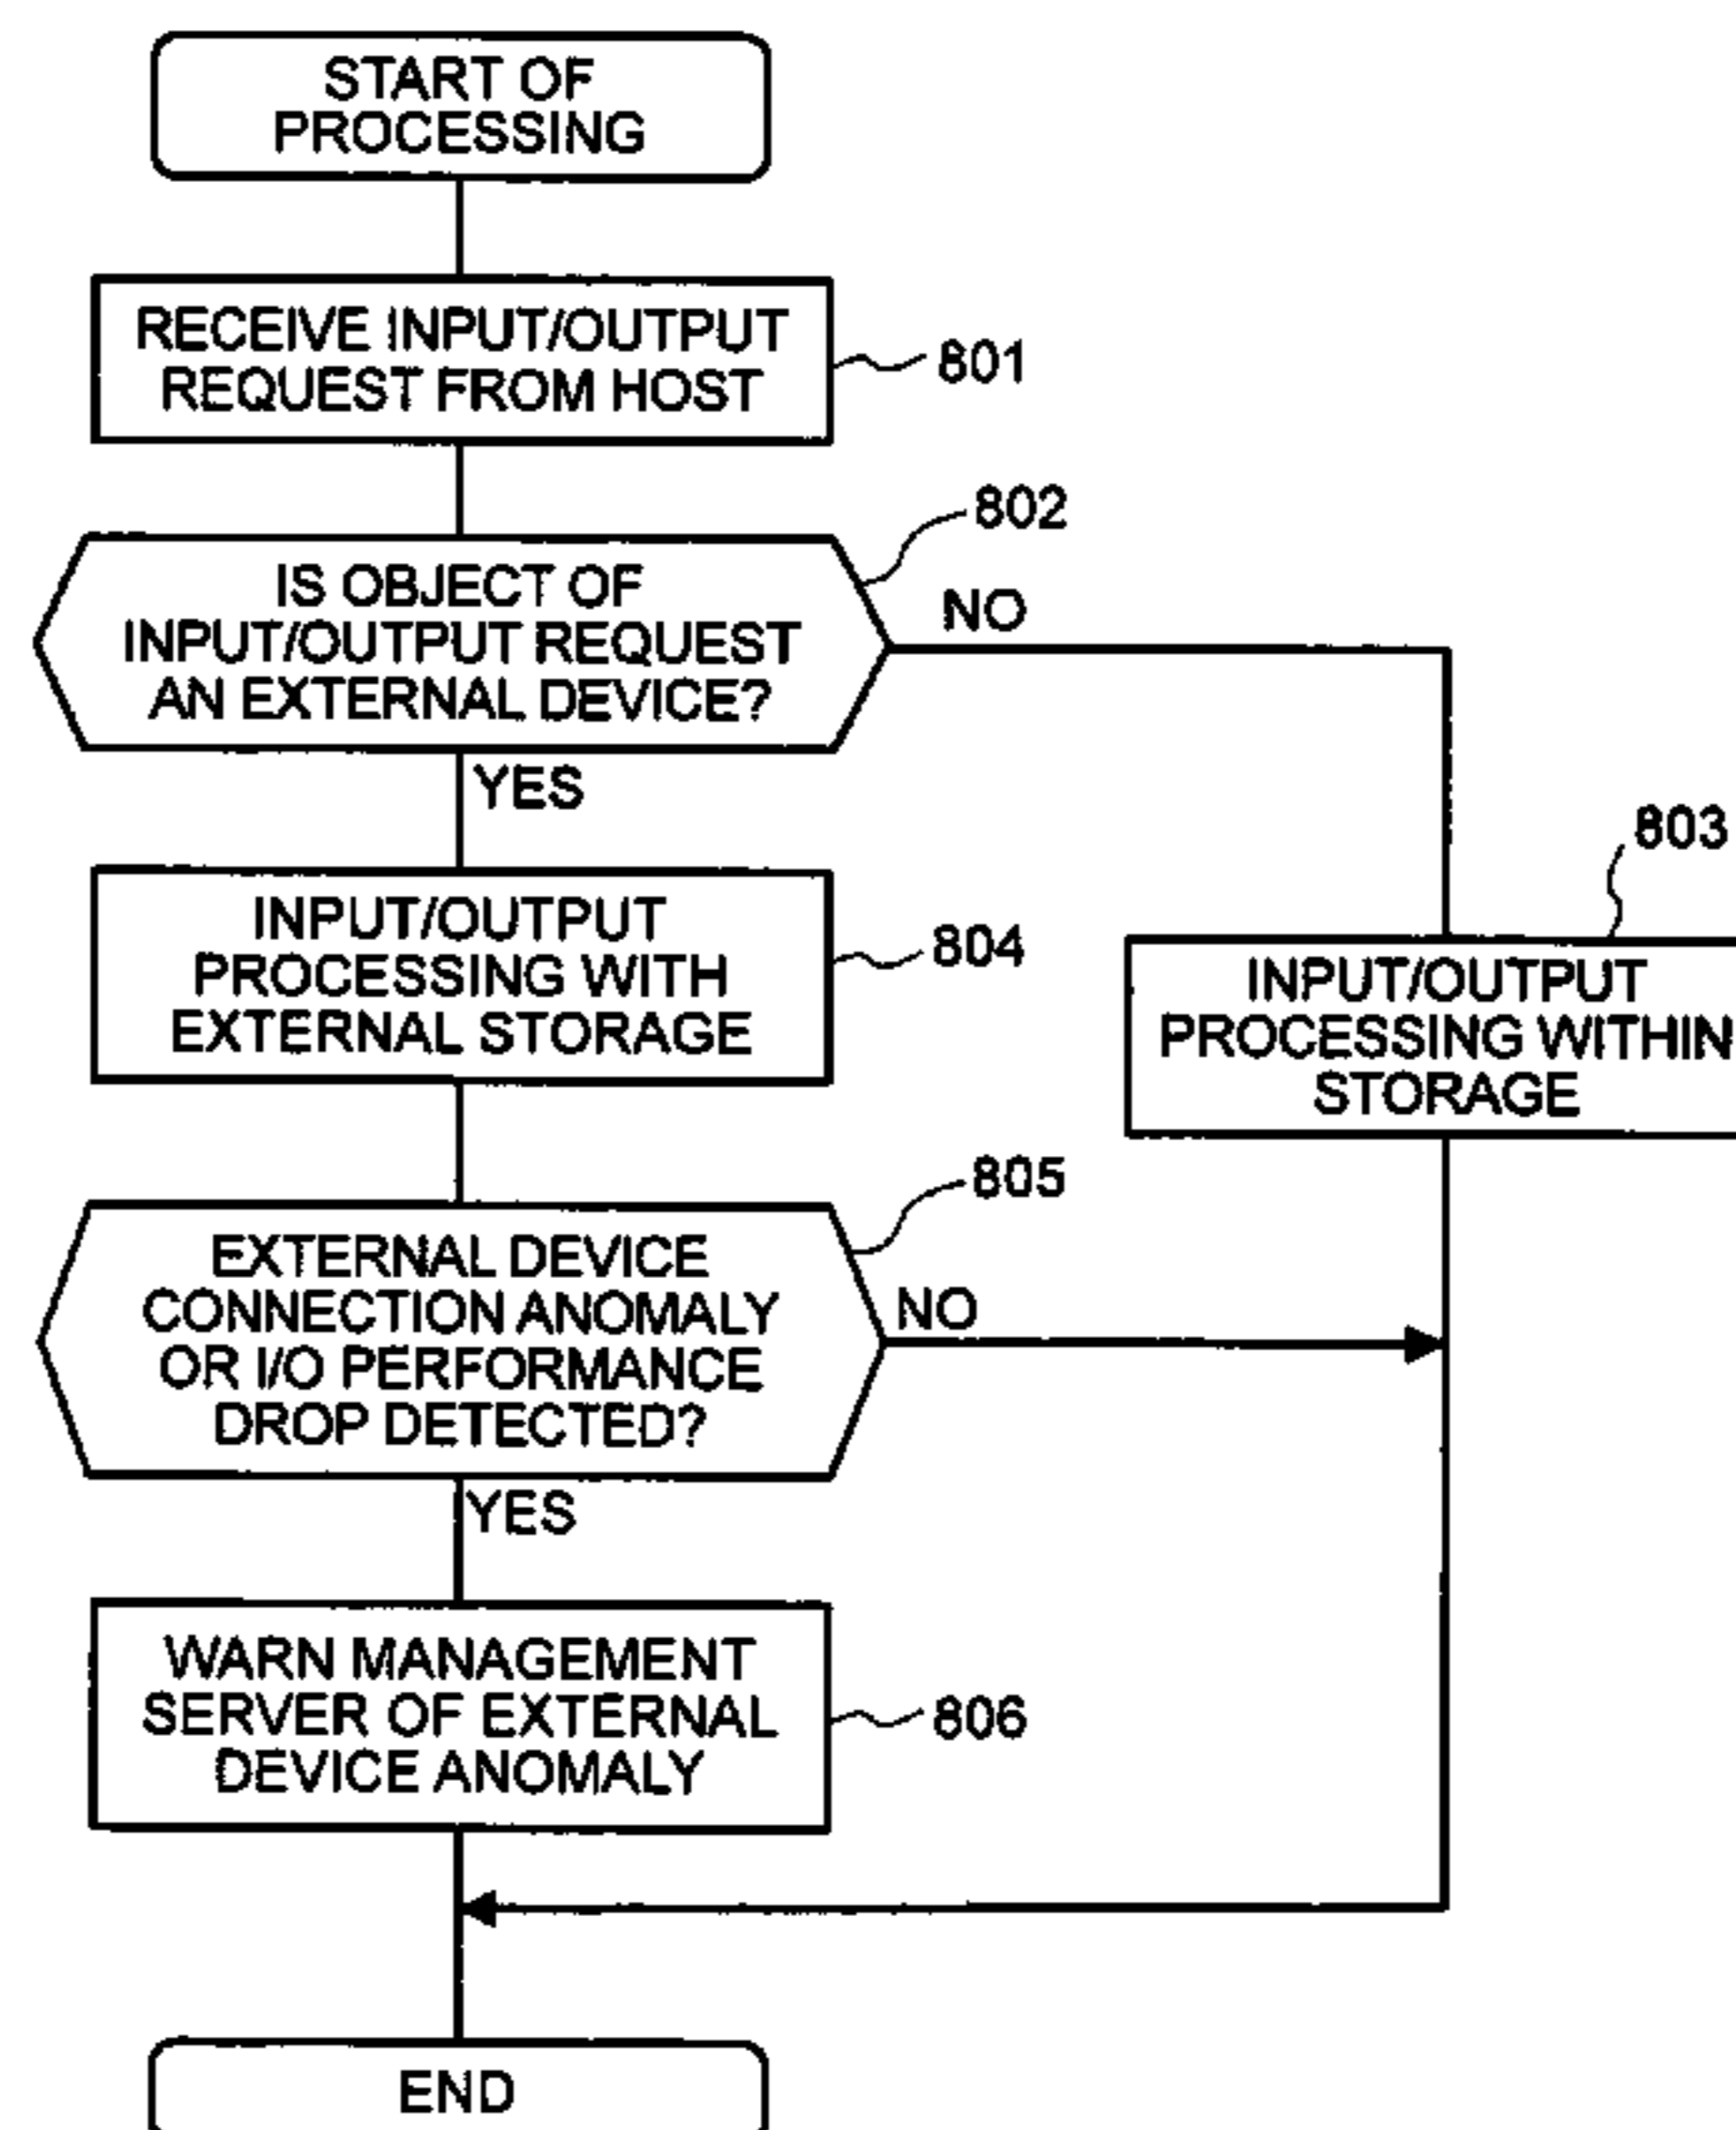 START OF
PROCESSING
RECEIVE INPUT/OUTPUT
REQUEST FROM HOST
801
802
IS OBJECT OF
INPUT/OUTPUT REQUEST
AN EXTERNAL DEVICE?
NO
YES
803
INPUT/OUTPUT
PROCESSING WITH
EXTERNAL STORAGE
804
INPUT/OUTPUT
PROCESSING WITHIN
STORAGE
805
EXTERNAL DEVICE
CONNECTION ANOMALY
OR I/O PERFORMANCE
DROP DETECTED?
NO
YES
WARN MANAGEMENT
SERVER OF EXTERNAL
DEVICE ANOMALY
806
END